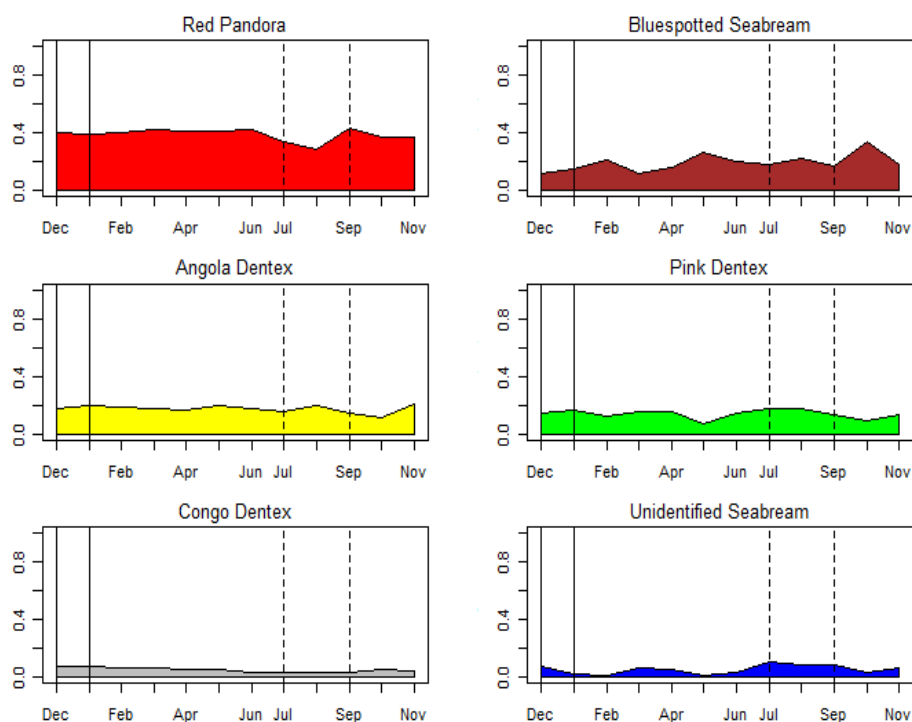 Red Pandora
0.0 0.4 0.8
Dec Feb Apr Jun Jul Sep Nov
Bluespotted Seabream
0.0 0.4 0.8
Dec Feb Apr Jun Jul Sep Nov
Angola Dentex
0.0 0.4 0.8
Dec Feb Apr Jun Jul Sep Nov
Pink Dentex
0.0 0.4 0.8
Dec Feb Apr Jun Jul Sep Nov
Congo Dentex
0.0 0.4 0.8
Dec Feb Apr Jun Jul Sep Nov
Unidentified Seabream
0.0 0.4 0.8
Dec Feb Apr Jun Jul Sep Nov